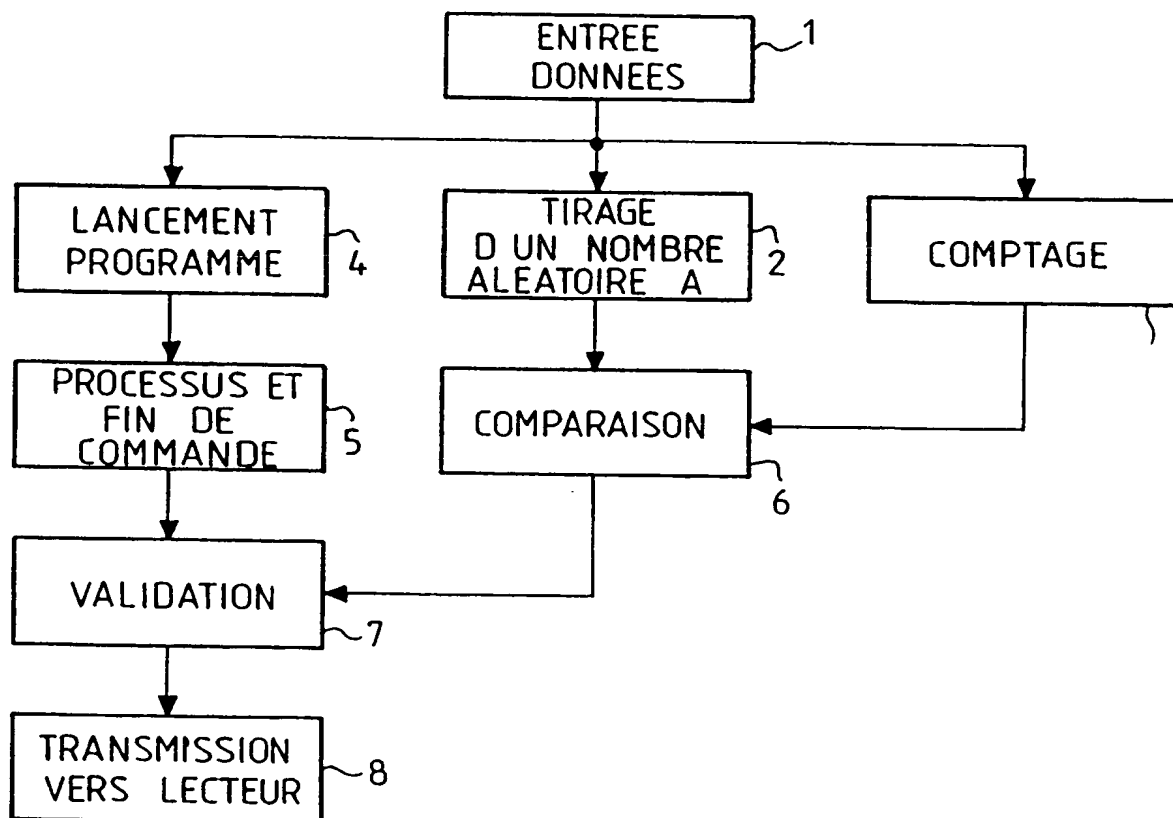 ENTREE
DONNEES
1
LANCEMENT
PROGRAMME
4
TIRAGE
D UN NOMBRE
ALEATOIRE A
2
COMPTAGE
PROCESSUS ET
FIN DE
COMMANDE
5
COMPARAISON
6
VALIDATION
7
TRANSMISSION
VERS LECTEUR
8